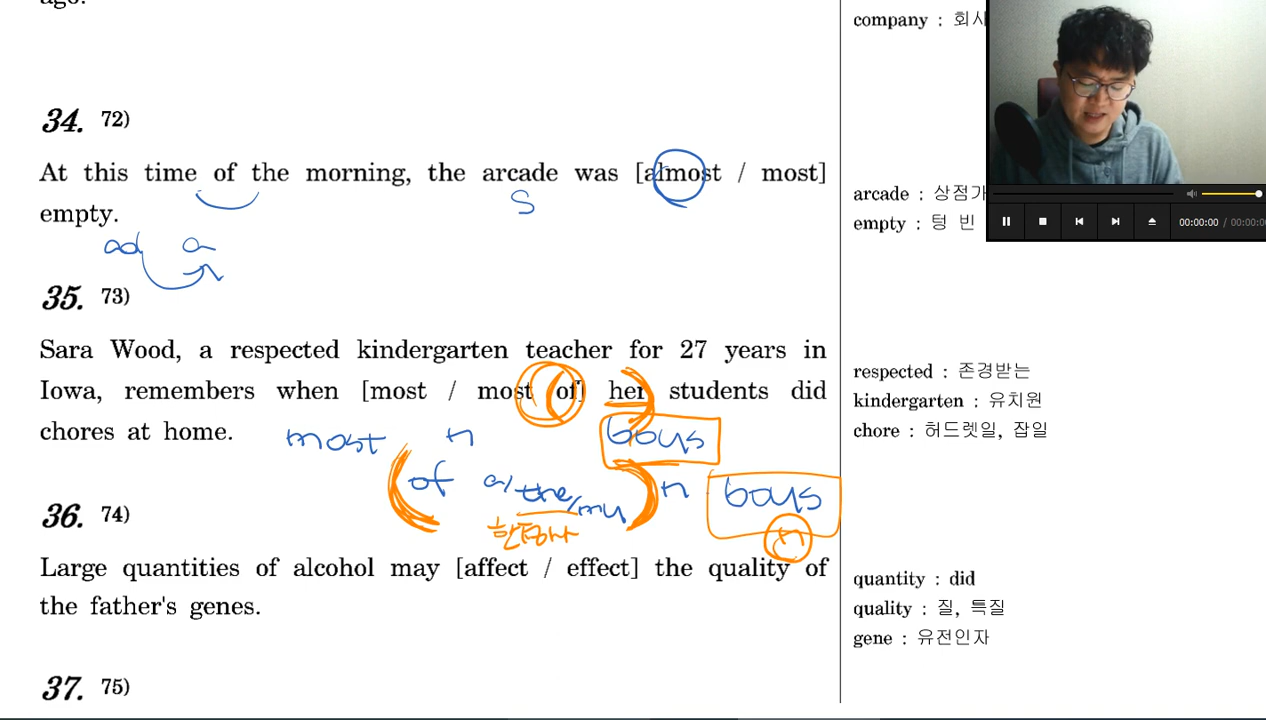 ago.
company : 회사
34. 72)
At this time of the morning, the arcade was [almost / most]
S
empty.
ad a
arcade : 상점가
empty : 텅 빈
00:00:00 / 00:00:00
35. 73)
Sara Wood, a respected kindergarten teacher for 27 years in
Iowa, remembers when [most / most of] her students did
chores at home.
most n boys
of a/the/my n boys
한정사 n
respected : 존경받는
kindergarten : 유치원
chore : 허드렛일, 잡일
36. 74)
Large quantities of alcohol may [affect / effect] the quality of
the father's genes.
quantity : did
quality : 질, 특질
gene : 유전인자
37. 75)